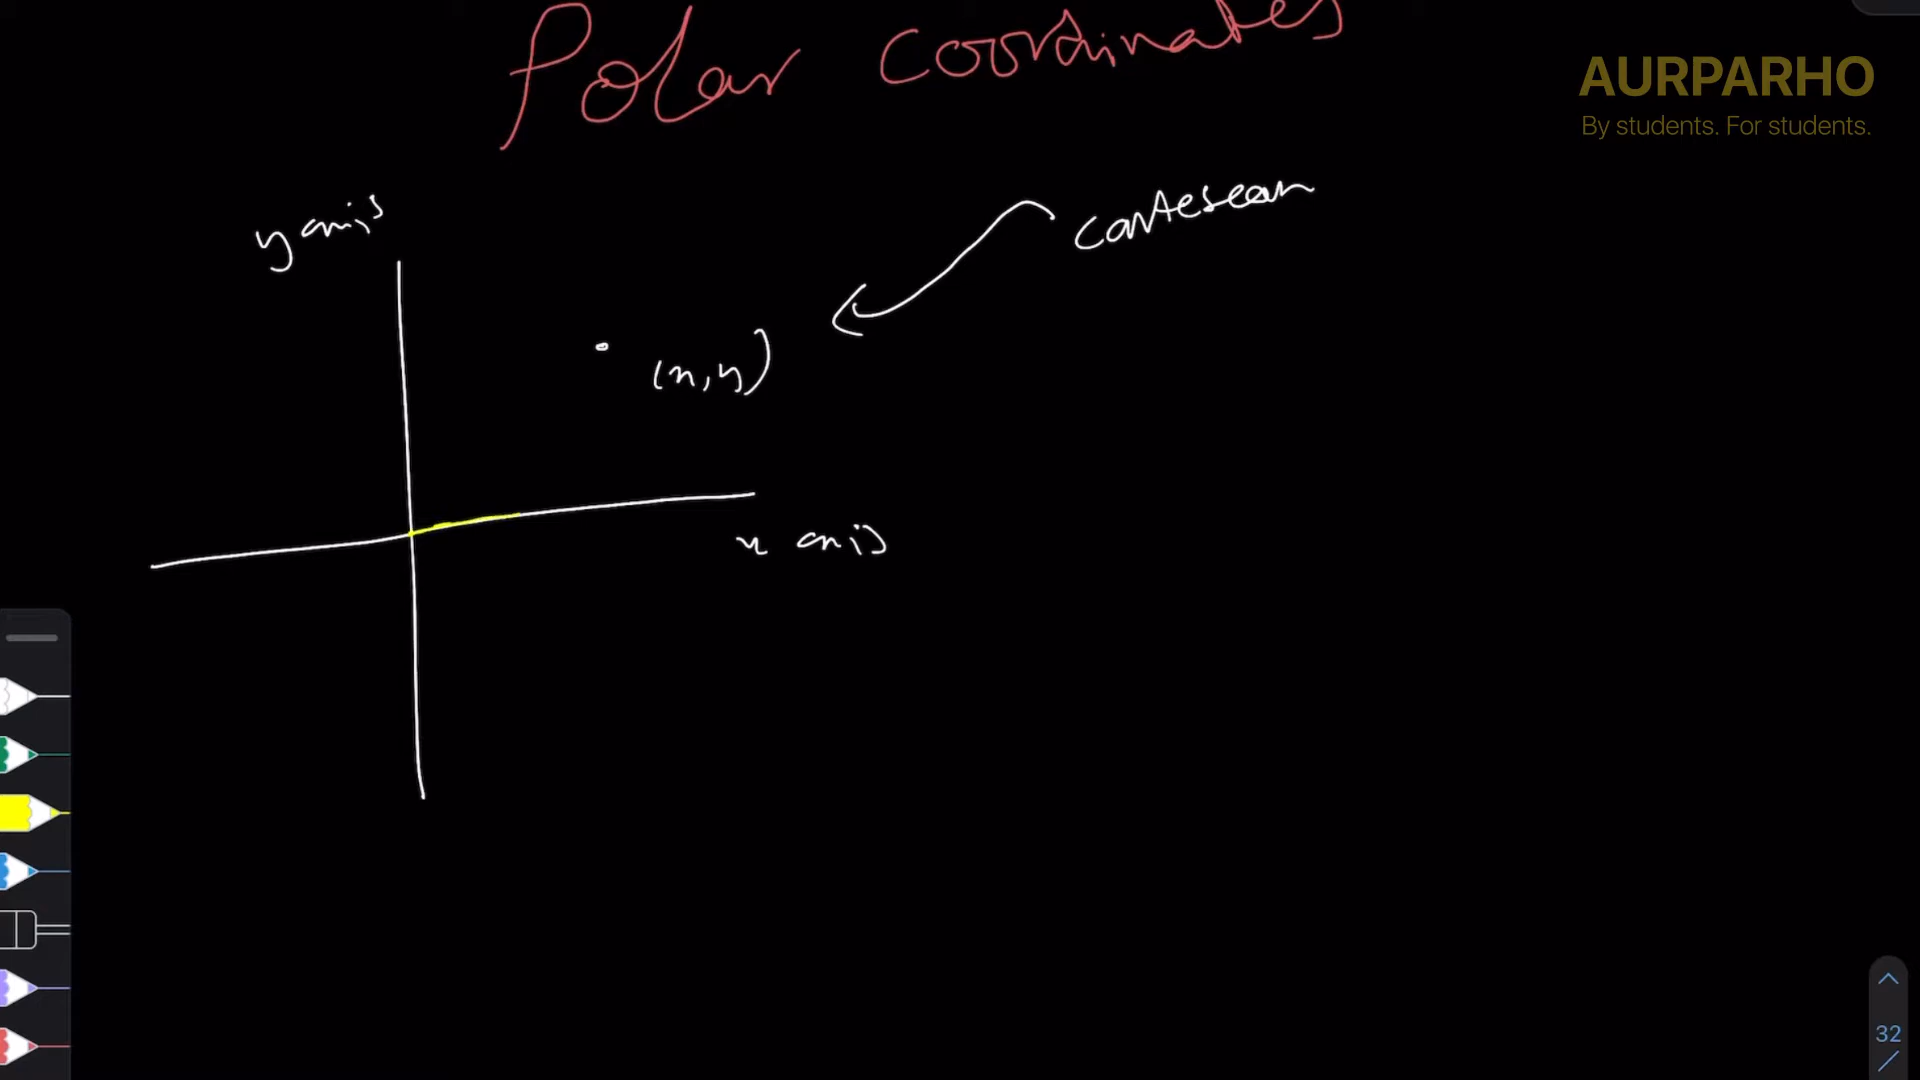 Polar coordinates
AURPARHO
By students. For students.
y axis
cartesean
(x, y)
x axis
32